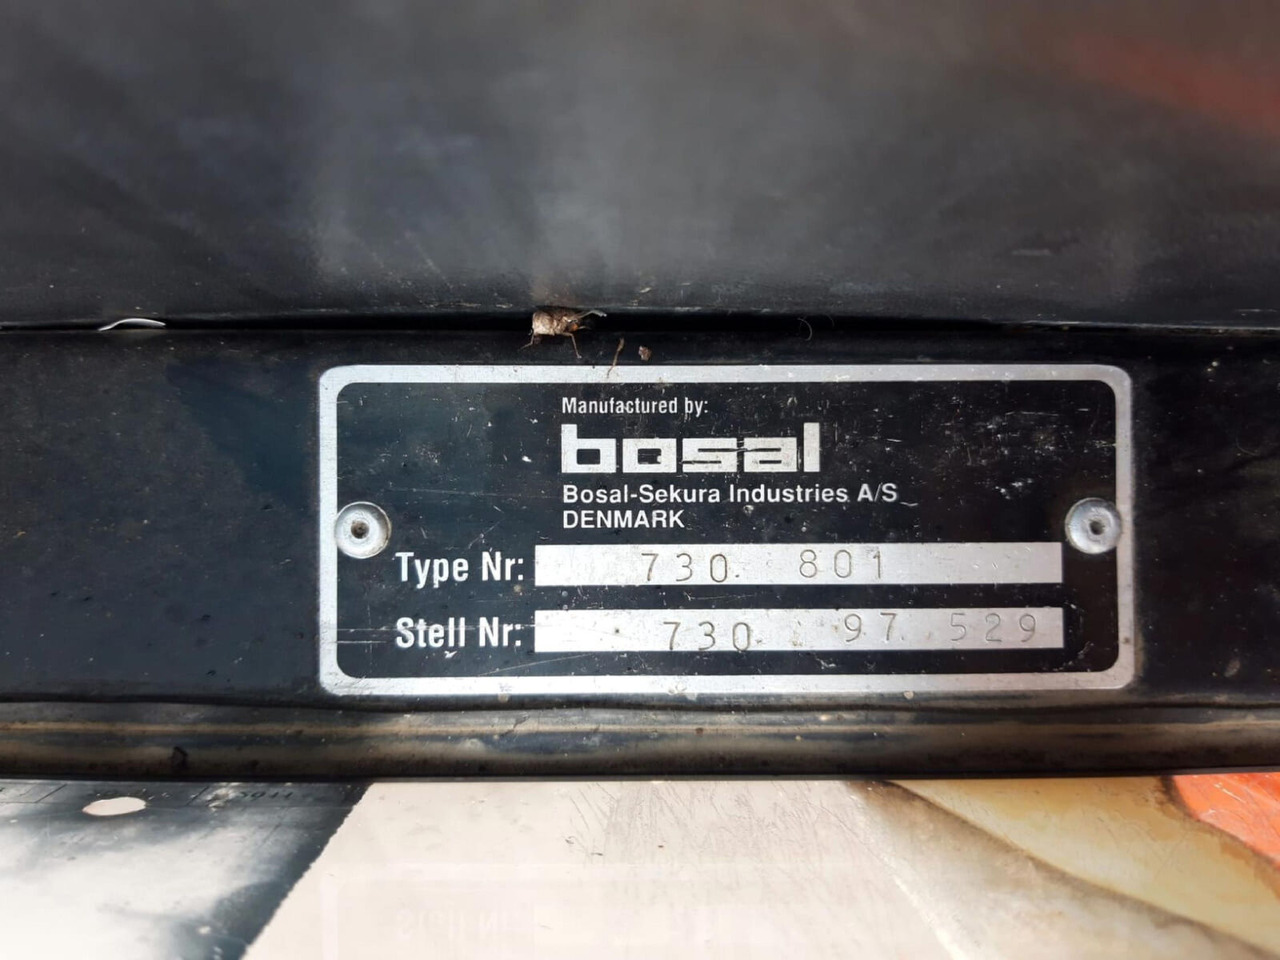 Manufactured by:
bosal
Bosal-Sekura Industries A/S
DENMARK
Type Nr: 730 801
Stell Nr: 730 97 529